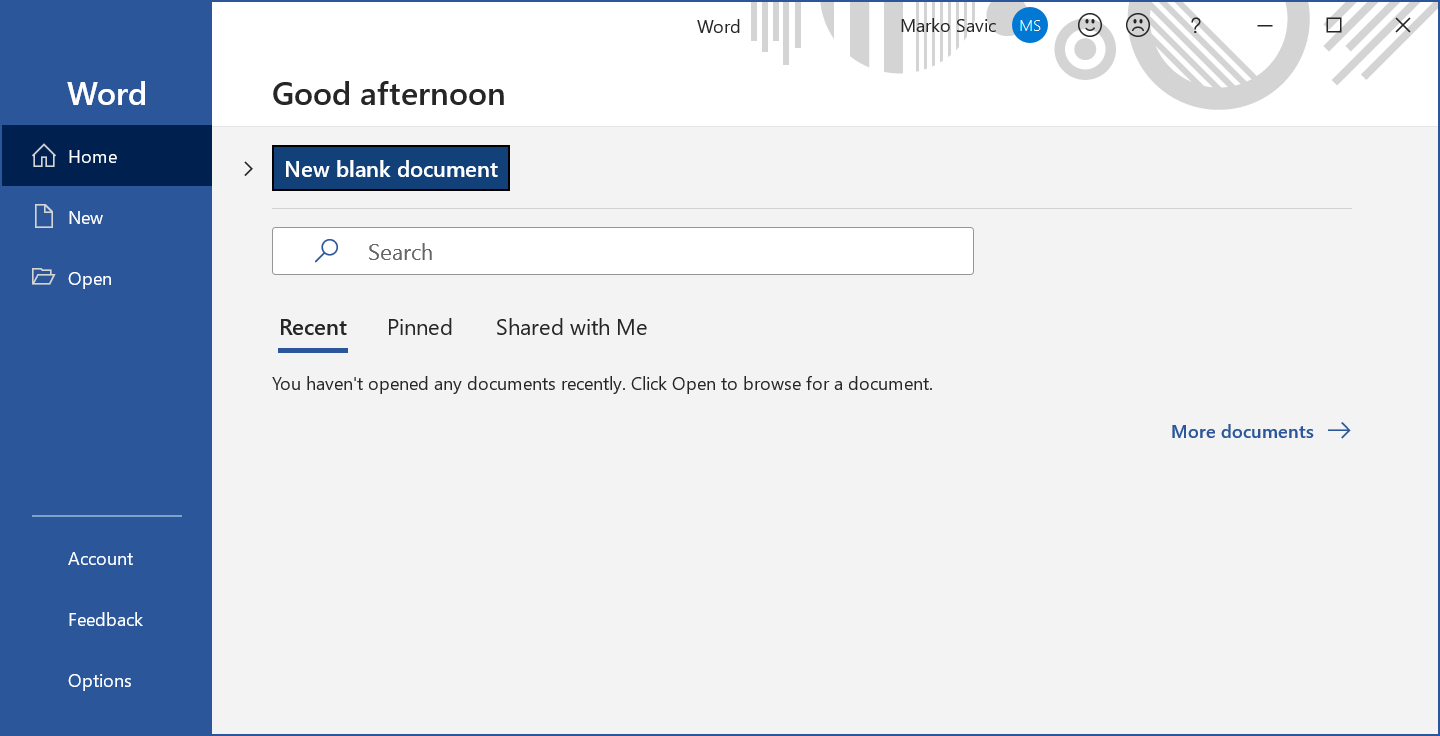 Word
Marko Savic
MS
?
Word
Good afternoon
Home
New blank document
New
Search
Open
Recent
Pinned
Shared with Me
You haven't opened any documents recently. Click Open to browse for a document.
More documents
Account
Feedback
Options